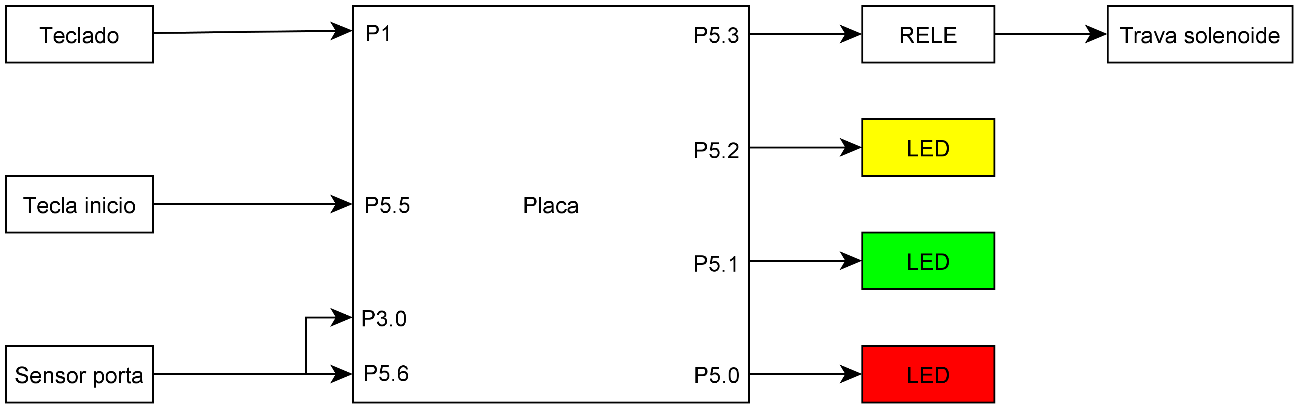 Teclado
P1
P5.3
RELE
Trava solenoide
P5.2
LED
Tecla inicio
P5.5
Placa
P5.1
LED
P3.0
Sensor porta
P5.6
P5.0
LED